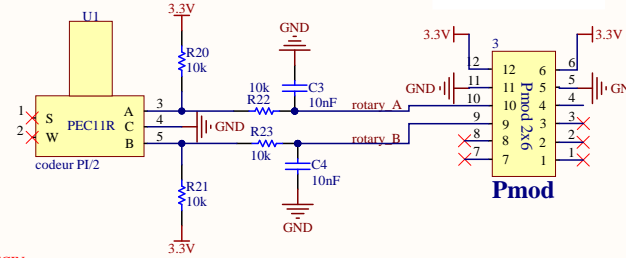 U1
3.3V
R20
10k
GND
C3
10nF
10k
R22
rotary_A
1
2
S
W
PEC11R
A
C
B
3
4
5
GND
codeur PI/2
R23
10k
rotary_B
C4
10nF
GND
R21
10k
3.3V
3.3V
3
3.3V
12
11
10
9
8
7
12
11
10
9
8
7
GND
Pmod 2x6
6
5
4
3
2
1
6
5
4
3
2
1
GND
Pmod